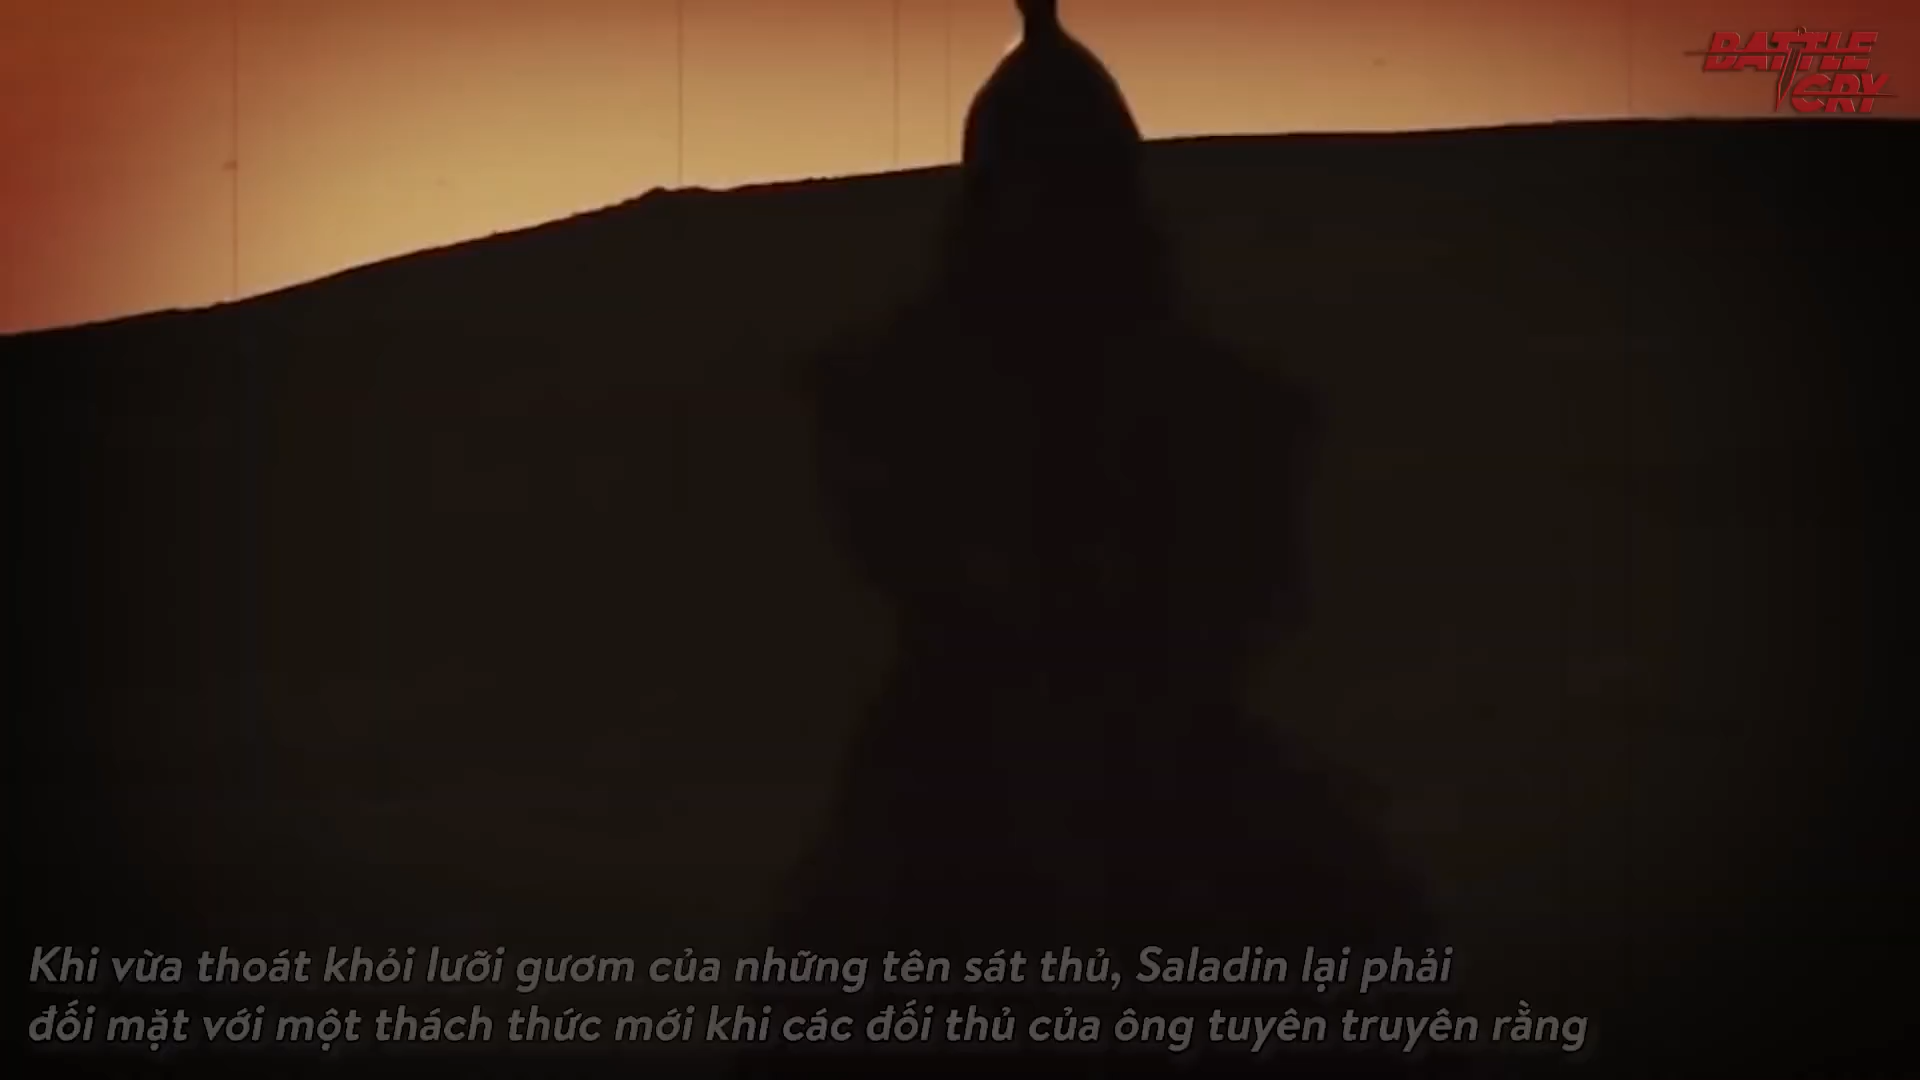 BATTLE
CRY
Khi vừa thoát khỏi lưỡi gươm của những tên sát thủ, Saladin lại phải
đối mặt với một thách thức mới khi các đối thủ của ông tuyên truyên rằng